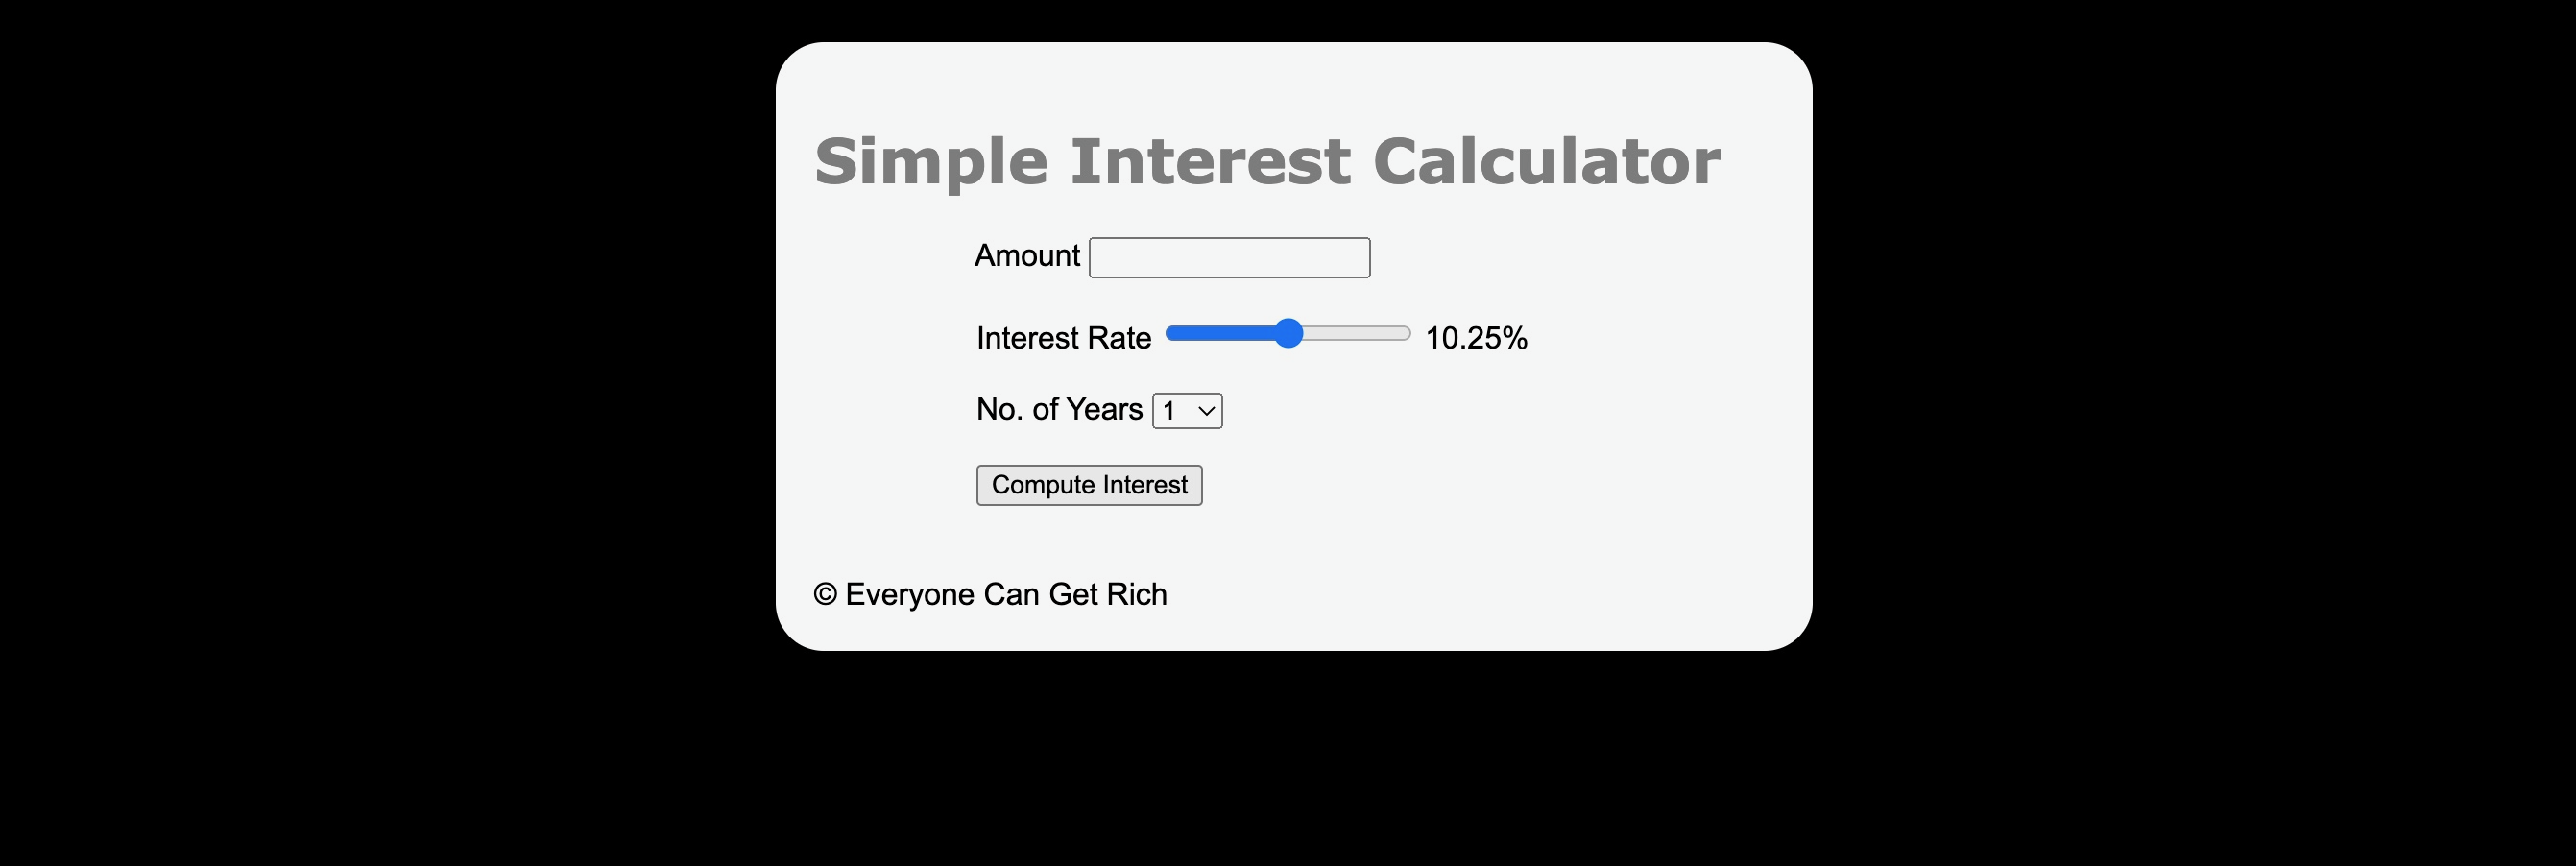 Simple Interest Calculator
Amount
Interest Rate 10.25%
No. of Years 1
Compute Interest
© Everyone Can Get Rich